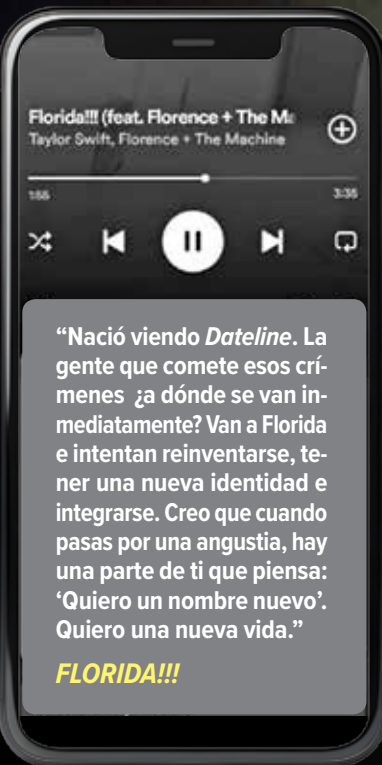 Florida!!! (feat. Florence + The Ma
Taylor Swift, Florence + The Machine
1:55 3:35
“Nació viendo Dateline. La
gente que comete esos crí-
menes ¿a dónde se van in-
mediatamente? Van a Florida
e intentan reinventarse, te-
ner una nueva identidad e
integrarse. Creo que cuando
pasas por una angustia, hay
una parte de ti que piensa:
‘Quiero un nombre nuevo’.
Quiero una nueva vida.”
FLORIDA!!!